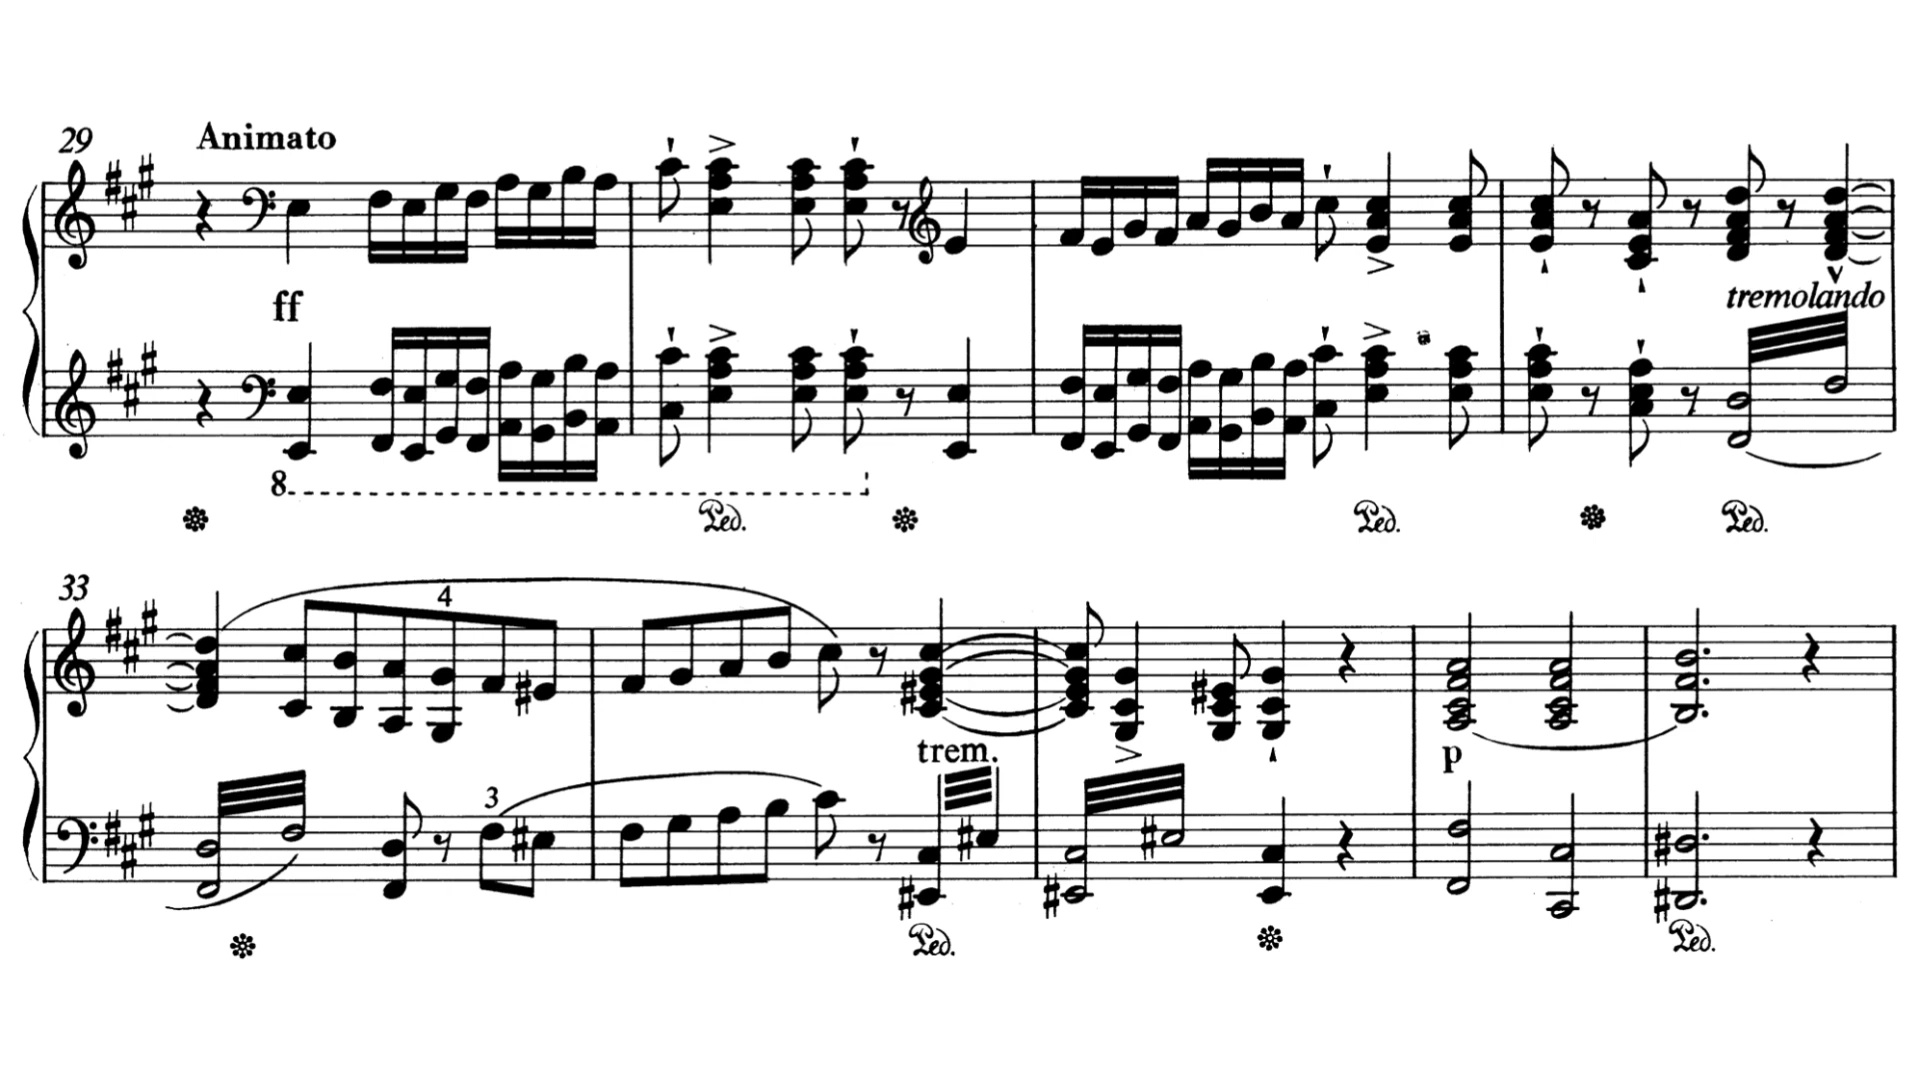 29 Animato
ff
tremolando
8
Ped. Ped. Ped.
33
4
trem.
3
p
Ped. Ped.